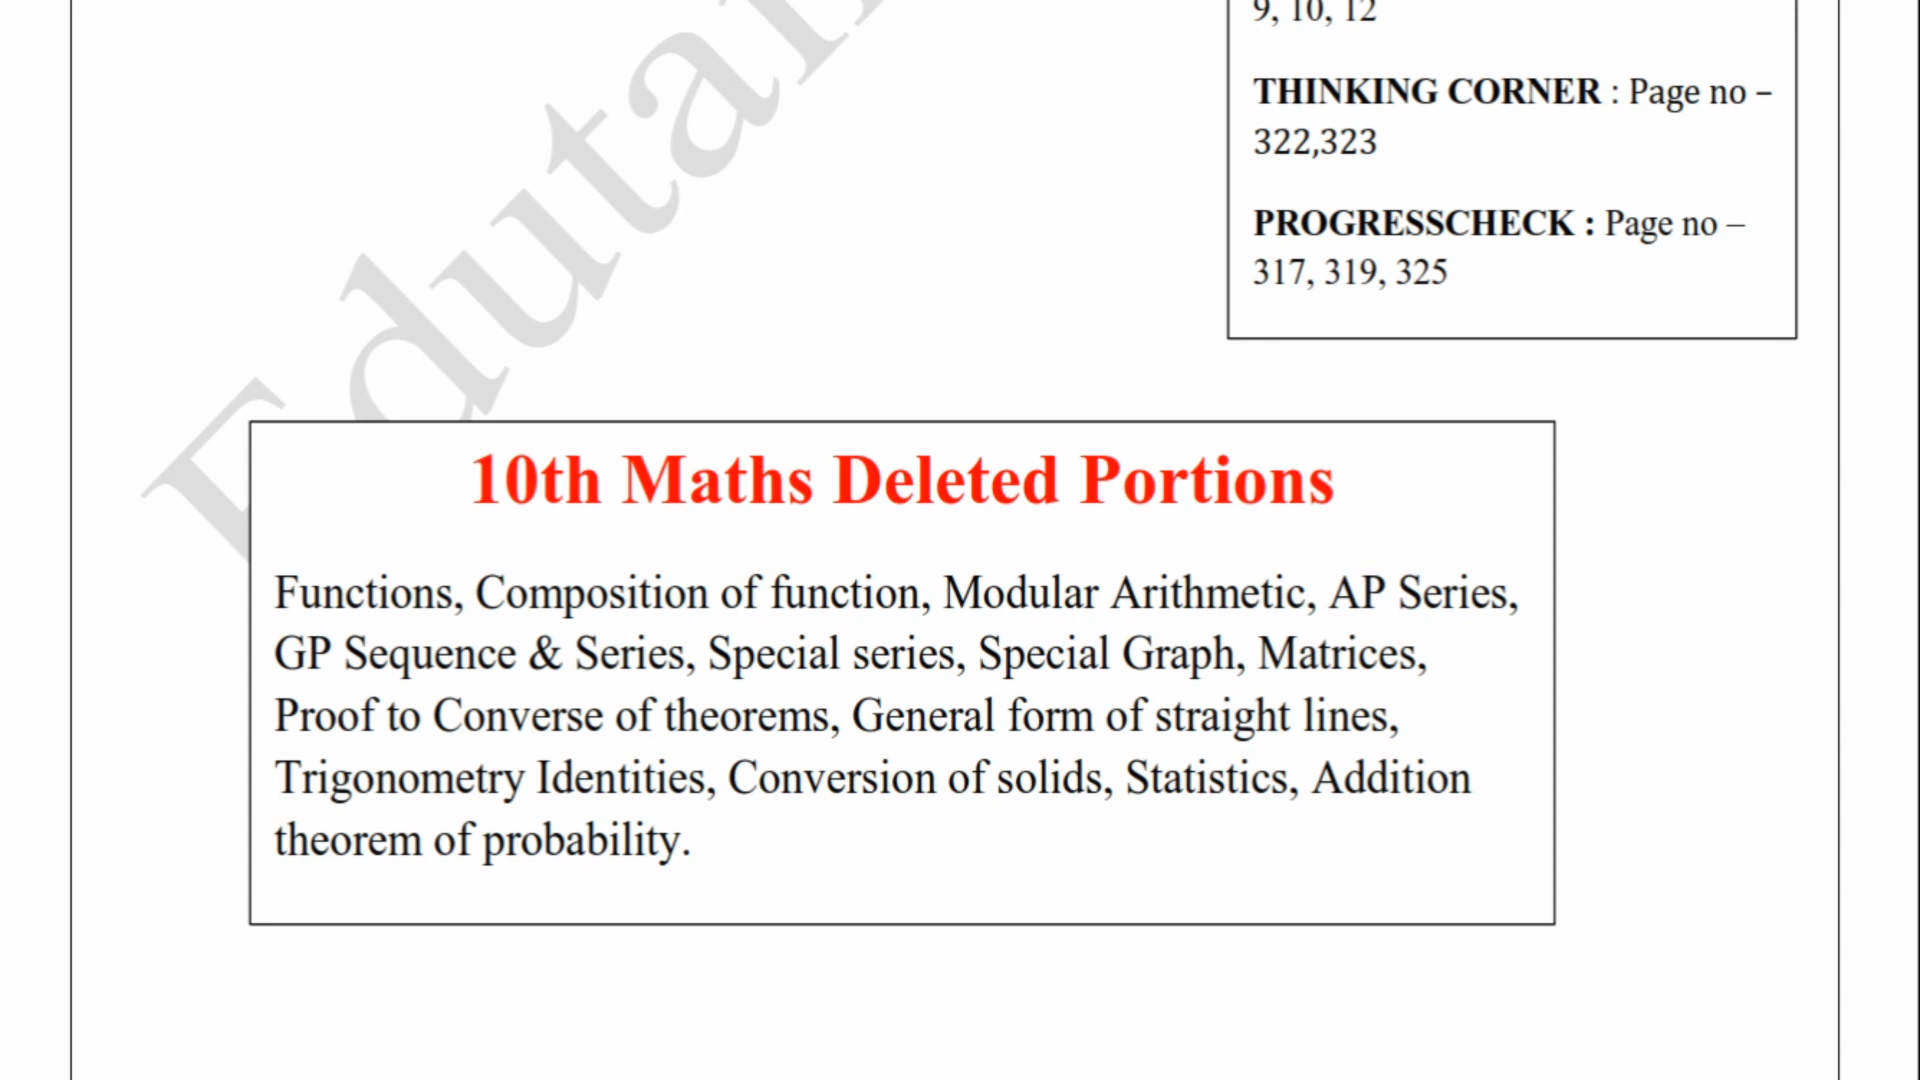 9, 10, 12
THINKING CORNER : Page no –
322,323
PROGRESSCHECK : Page no –
317, 319, 325
10th Maths Deleted Portions
Functions, Composition of function, Modular Arithmetic, AP Series,
GP Sequence & Series, Special series, Special Graph, Matrices,
Proof to Converse of theorems, General form of straight lines,
Trigonometry Identities, Conversion of solids, Statistics, Addition
theorem of probability.